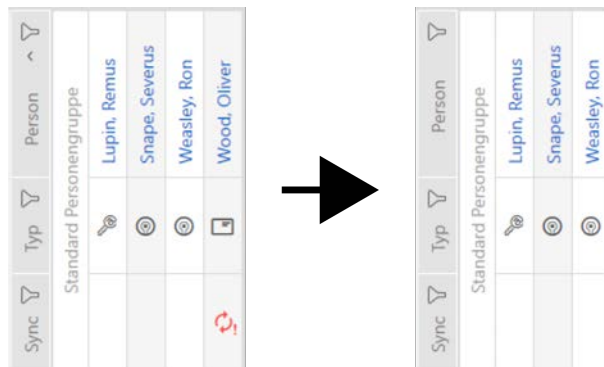 Sync Typ Person
Standard Personengruppe
Lupin, Remus
Snape, Severus
Weasley, Ron
Wood, Oliver
Sync Typ Person
Standard Personengruppe
Lupin, Remus
Snape, Severus
Weasley, Ron